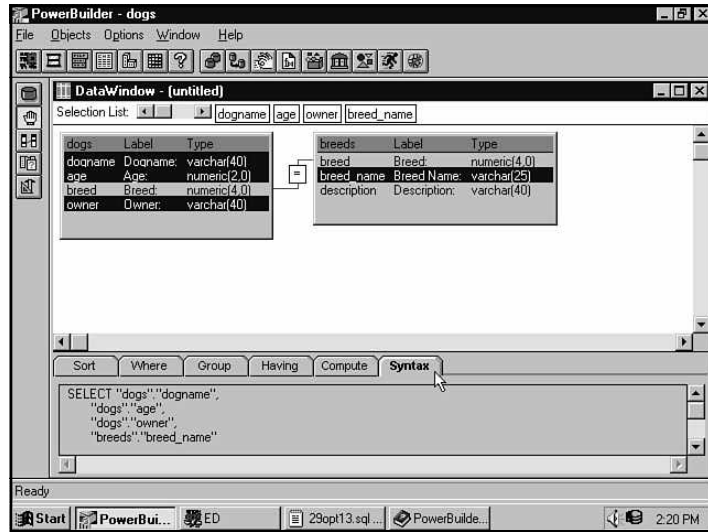 PowerBuilder - dogs
File Objects Options Window Help
DataWindow - (untitled)
Selection List: dogname age owner breed_name
dogs Label Type
dogname Dogname: varchar(40)
age Age: numeric(2,0)
breed Breed: numeric(4,0)
owner Owner: varchar(40)
=
breeds Label Type
breed Breed: numeric(4,0)
breed_name Breed Name: varchar(25)
description Description: varchar(40)
Sort Where Group Having Compute Syntax
SELECT "dogs"."dogname",
"dogs"."age",
"dogs"."owner",
"breeds"."breed_name"
Ready
Start PowerBui... ED 29opt13.sql ... PowerBuilde... 2:20 PM